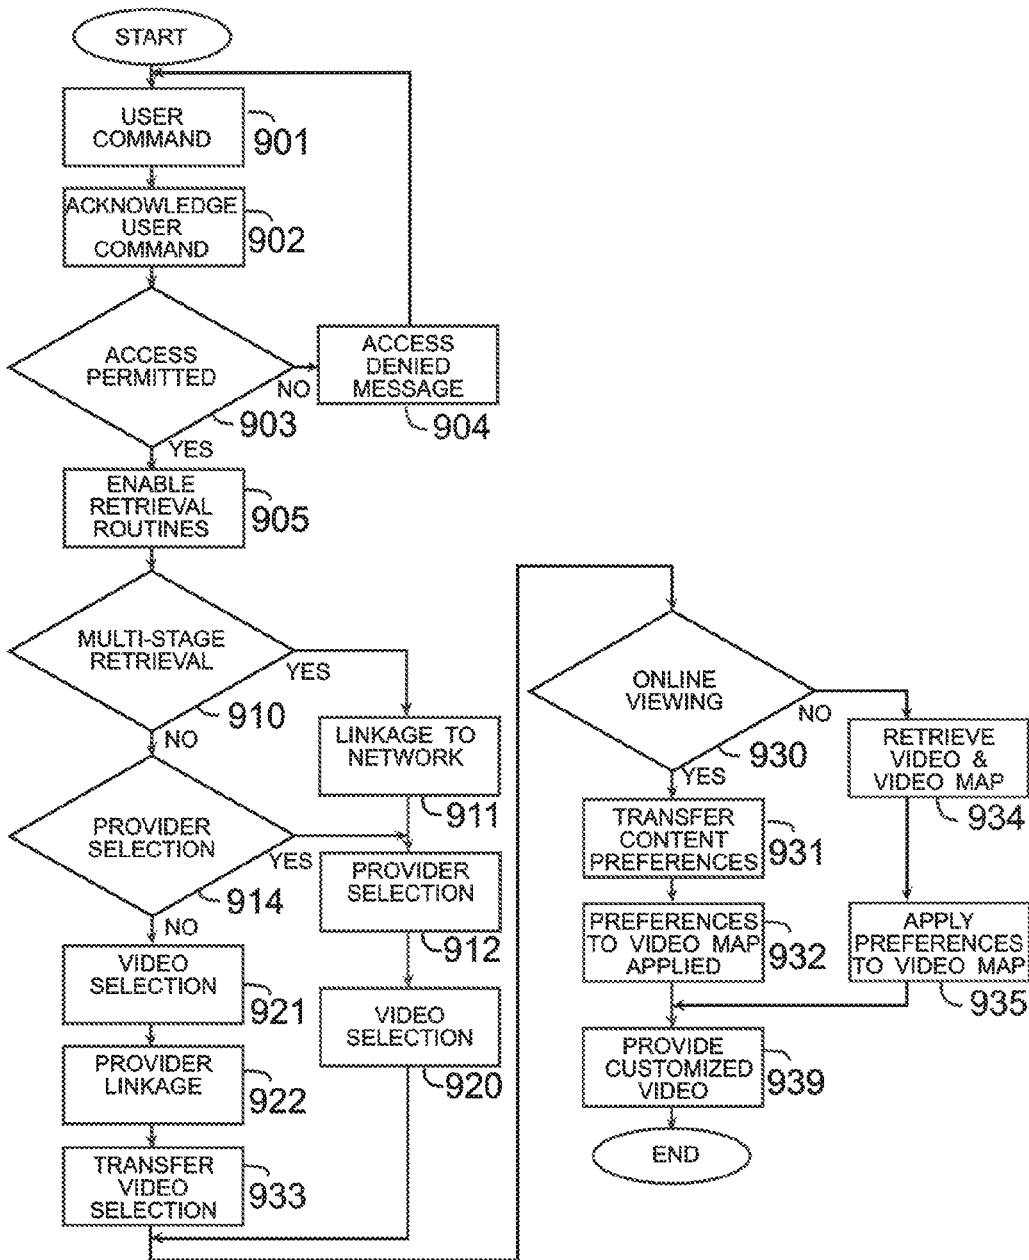 START
USER
COMMAND
901
ACKNOWLEDGE
USER
COMMAND
902
ACCESS
PERMITTED
903
NO
YES
ACCESS
DENIED
MESSAGE
904
ENABLE
RETRIEVAL
ROUTINES
905
MULTI-STAGE
RETRIEVAL
910
YES
NO
LINKAGE TO
NETWORK
911
PROVIDER
SELECTION
914
YES
NO
PROVIDER
SELECTION
912
VIDEO
SELECTION
921
VIDEO
SELECTION
920
PROVIDER
LINKAGE
922
TRANSFER
VIDEO
SELECTION
933
ONLINE
VIEWING
930
NO
YES
RETRIEVE
VIDEO &
VIDEO MAP
934
TRANSFER
CONTENT
PREFERENCES
931
PREFERENCES
TO VIDEO MAP
APPLIED
932
APPLY
PREFERENCES
TO VIDEO MAP
935
PROVIDE
CUSTOMIZED
VIDEO
939
END